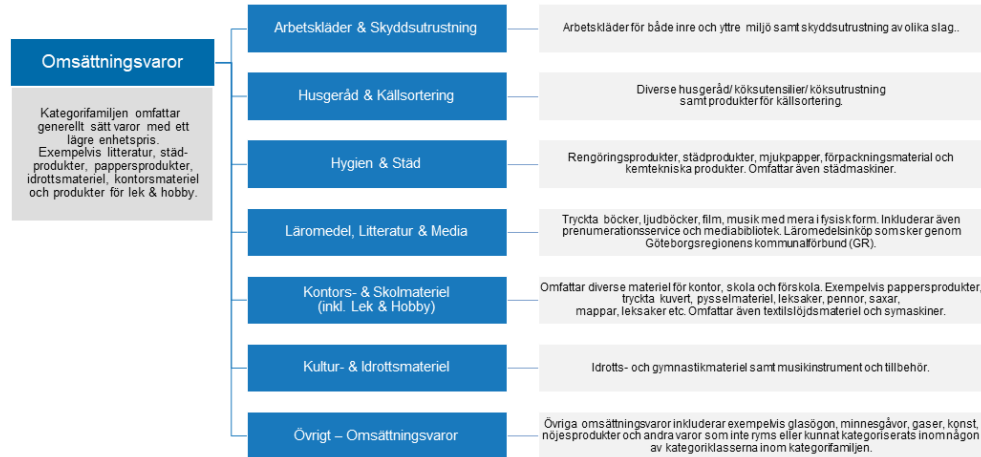 Omsättningsvaror
Kategorifamiljen omfattar
generellt sätt varor med ett
lägre enhetspris.
Exempelvis litteratur, städ-
produkter, pappersprodukter,
idrottsmateriel, kontorsmateriel
och produkter för lek & hobby.
Arbetskläder & Skyddsutrustning
Arbetskläder för både inre och yttre miljö samt skyddsutrustning av olika slag..
Husgeråd & Källsortering
Diverse husgeråd/ köksutensilier/ köksutrustning
samt produkter för källsortering.
Hygien & Städ
Rengöringsprodukter, städprodukter, mjukpapper, förpackningsmaterial och
kemtekniska produkter. Omfattar även städmaskiner.
Läromedel, Litteratur & Media
Tryckta böcker, ljudböcker, film, musik med mera i fysisk form. Inkluderar även
prenumerationsservice och mediabibliotek. Läromedelsinköp som sker genom
Göteborgsregionens kommunalförbund (GR).
Kontors- & Skolmateriel
(inkl. Lek & Hobby)
Omfattar diverse materiel för kontor, skola och förskola. Exempelvis pappersprodukter,
tryckta kuvert, pysselmateriel, leksaker, pennor, saxar,
mappar, leksaker etc. Omfattar även textilslöjdsmateriel och symaskiner.
Kultur- & Idrottsmateriel
Idrotts- och gymnastikmateriel samt musikinstrument och tillbehör.
Övrigt – Omsättningsvaror
Övriga omsättningsvaror inkluderar exempelvis glasögon, minnesgåvor, gaser, konst,
nöjesprodukter och andra varor som inte ryms eller kunnat kategoriserats inom någon
av kategoriklasserna inom kategorifamiljen.